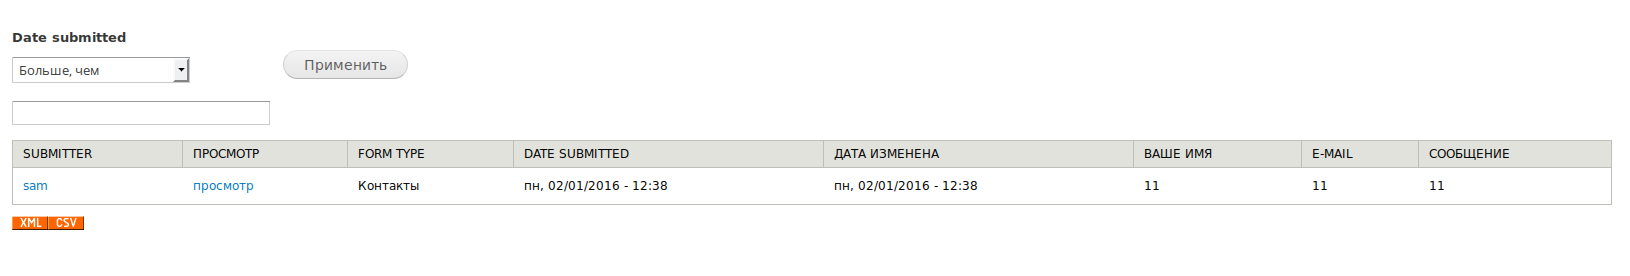 Date submitted
Больше, чем
Применить
SUBMITTER ПРОСМОТР FORM TYPE DATE SUBMITTED ДАТА ИЗМЕНЕНА ВАШЕ ИМЯ E-MAIL СООБЩЕНИЕ
sam просмотр Контакты пн, 02/01/2016 - 12:38 пн, 02/01/2016 - 12:38 11 11 11
XML CSV